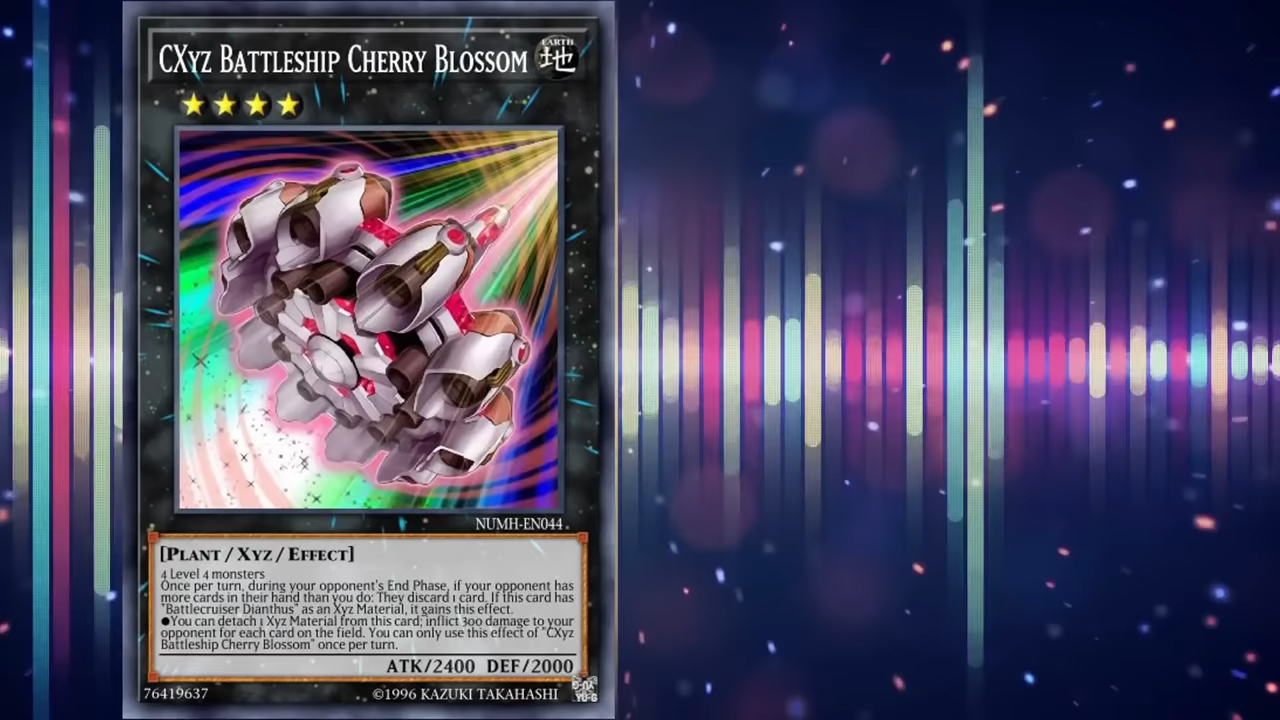 CXyz Battleship Cherry Blossom
EARTH
地
NUMH-EN044
[Plant / Xyz / Effect]
4 Level 4 monsters
Once per turn, during your opponent's End Phase, if your opponent has
more cards in their hand than you do: They discard 1 card. If this card has
"Battlecruiser Dianthus" as an Xyz Material, it gains this effect.
●You can detach 1 Xyz Material from this card; inflict 300 damage to your
opponent for each card on the field. You can only use this effect of "CXyz
Battleship Cherry Blossom" once per turn.
ATK/2400 DEF/2000
76419637
©1996 KAZUKI TAKAHASHI